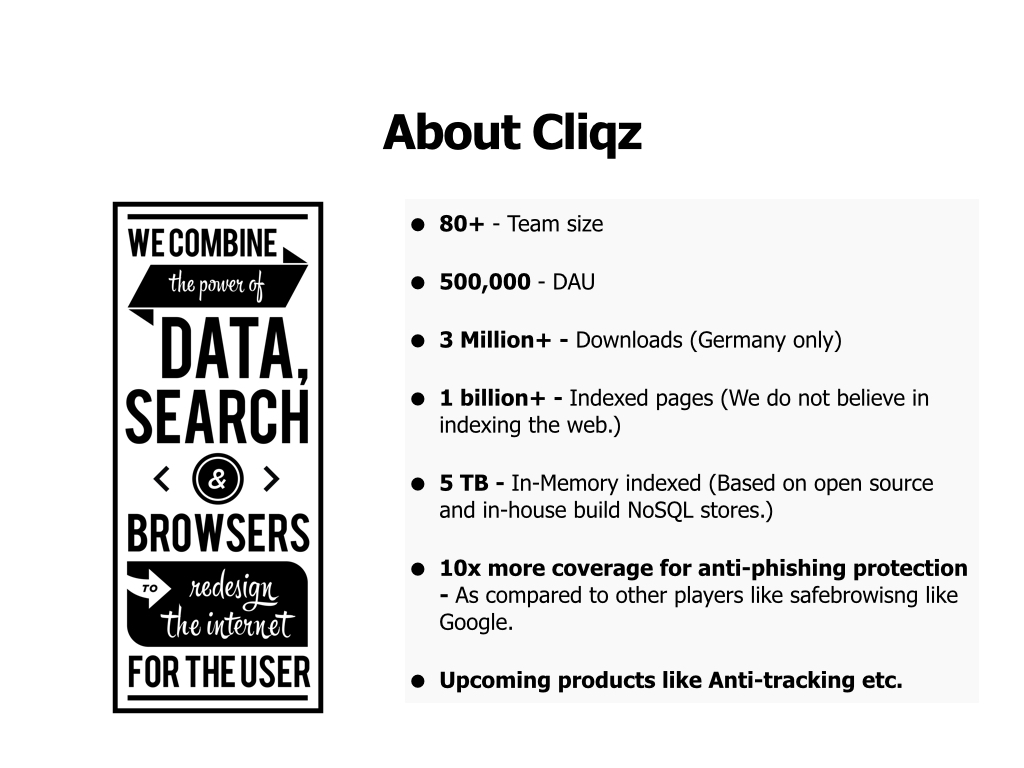 About Cliqz
WE COMBINE
the power of
DATA,
SEARCH
< & >
BROWSERS
TO redesign
the internet
FOR THE USER
● 80+ - Team size
● 500,000 - DAU
● 3 Million+ - Downloads (Germany only)
● 1 billion+ - Indexed pages (We do not believe in
indexing the web.)
● 5 TB - In-Memory indexed (Based on open source
and in-house build NoSQL stores.)
● 10x more coverage for anti-phishing protection
- As compared to other players like safebrowisng like
Google.
● Upcoming products like Anti-tracking etc.